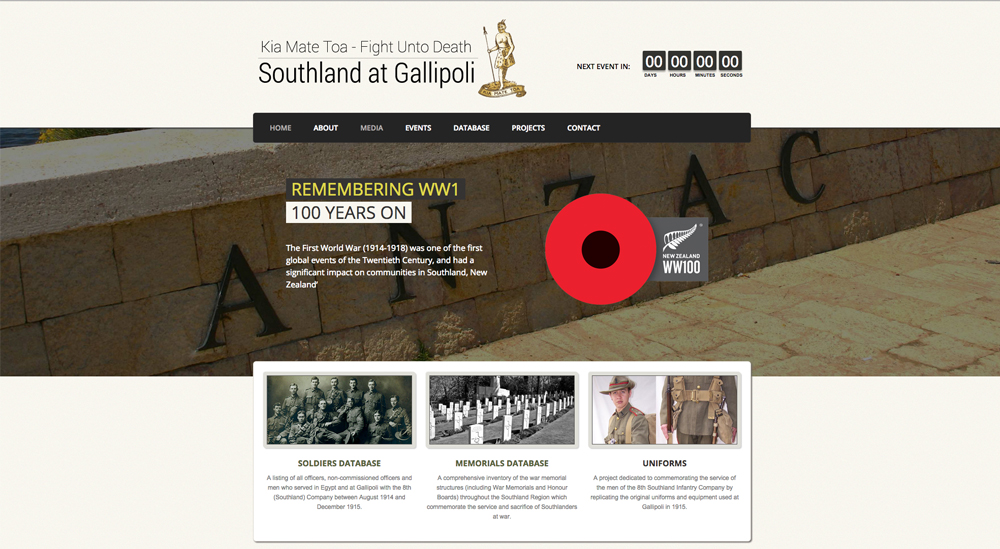 Kia Mate Toa - Fight Unto Death
Southland at Gallipoli
KIA MATE TOA
NEXT EVENT IN:
00 00 00 00
DAYS HOURS MINUTES SECONDS
HOME ABOUT MEDIA EVENTS DATABASE PROJECTS CONTACT
A N Z A C
REMEMBERING WW1
100 YEARS ON
The First World War (1914-1918) was one of the first
global events of the Twentieth Century, and had a
significant impact on communities in Southland, New
Zealand'
NEW ZEALAND
WW100
SOLDIERS DATABASE
A listing of all officers, non-commissioned officers and
men who served in Egypt and at Gallipoli with the 8th
(Southland) Company between August 1914 and
December 1915.
MEMORIALS DATABASE
A comprehensive inventory of the war memorial
structures (including War Memorials and Honour
Boards) throughout the Southland Region which
commemorate the service and sacrifice of Southlanders
at war.
UNIFORMS
A project dedicated to commemorating the service of
the men of the 8th Southland Infantry Company by
replicating the original uniforms and equipment used at
Gallipoli in 1915.